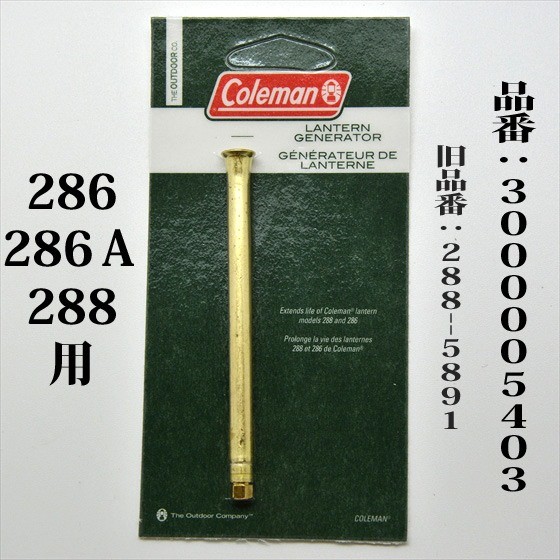 THE OUTDOOR CO.
Coleman®
LANTERN
GENERATOR
GÉNÉRATEUR DE
LANTERNE
Extends life of Coleman® lantern
models 288 and 286
Prolonge la vie des lanternes
288 et 286 de Coleman®
The Outdoor Company™
COLEMAN®
286
286A
288
用
品番:3000005403
旧品番:288-5891